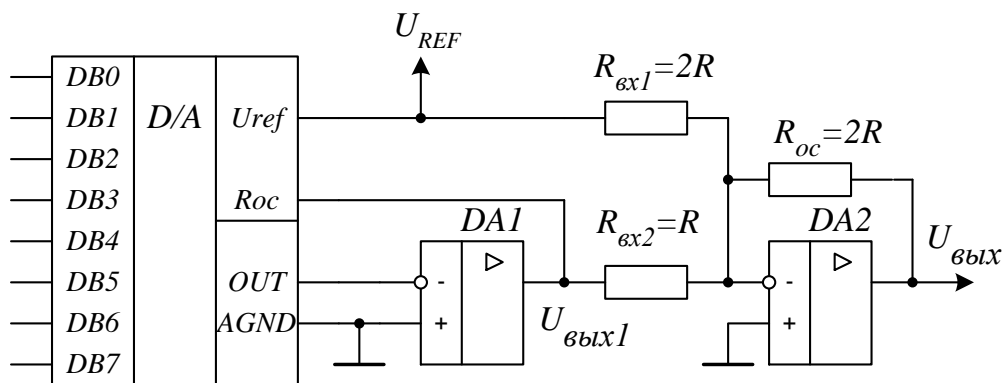 U_REF
R_вх1=2R
DB0
DB1
D/A
Uref
R_ос=2R
DB2
DB3
Roc
DA1
R_вх2=R
DA2
DB4
U_вых
DB5
OUT
-
-
DB6
AGND
+
U_вых1
+
DB7